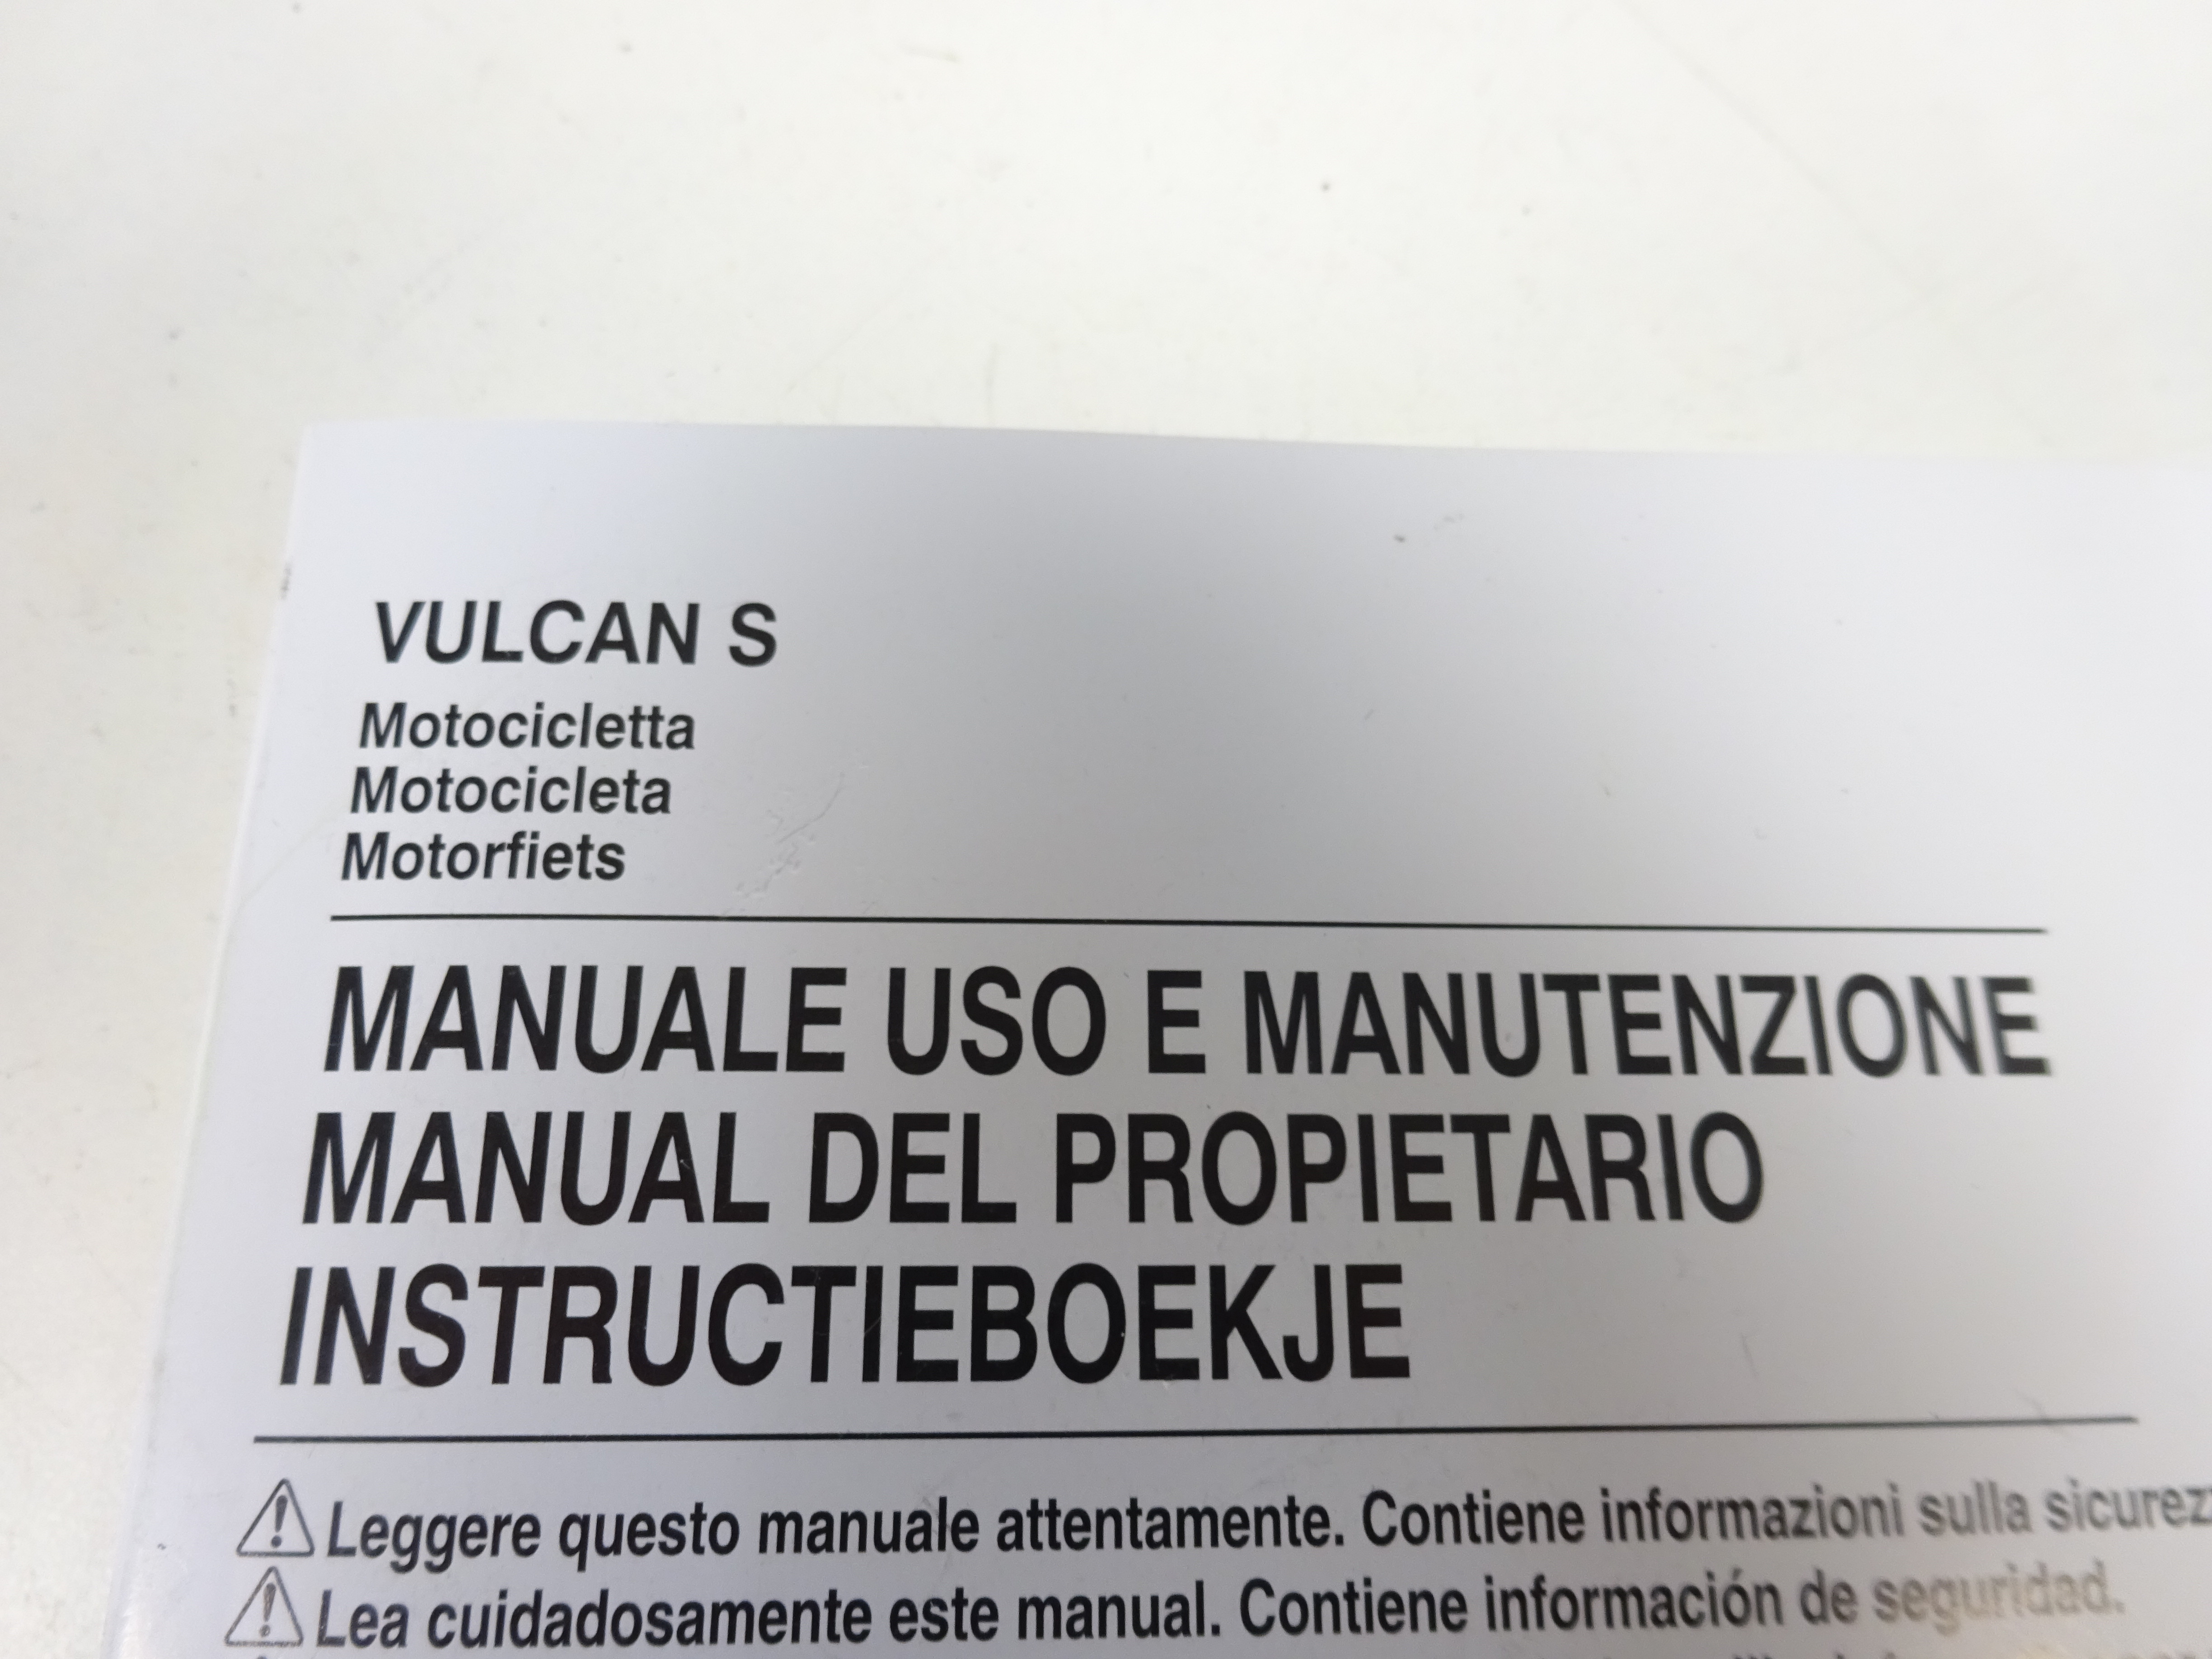 VULCAN S
Motocicletta
Motocicleta
Motorfiets
MANUALE USO E MANUTENZIONE
MANUAL DEL PROPIETARIO
INSTRUCTIEBOEKJE
Leggere questo manuale attentamente. Contiene informazioni sulla
Lea cuidadosamente este manual. Contiene información de seguridad.